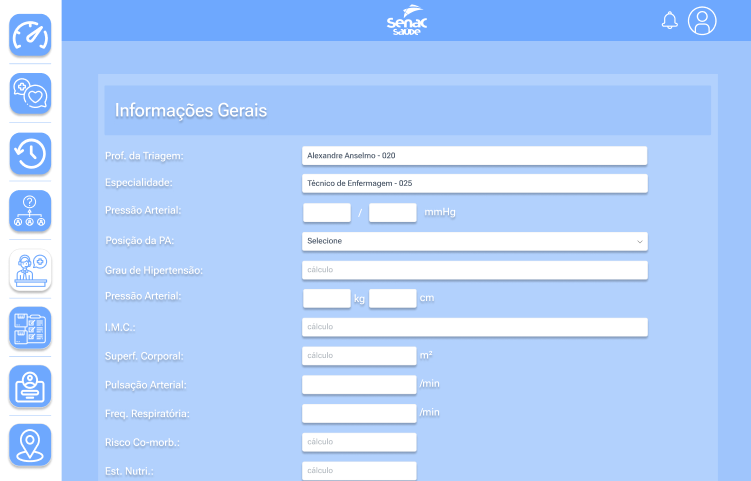 Senac
saúde
Informações Gerais
Prof. da Triagem: Alexandre Anselmo - 020
Especialidade: Técnico de Enfermagem - 025
Pressão Arterial: / mmHg
Posição da PA: Selecione
Grau de Hipertensão: cálculo
Pressão Arterial: kg cm
I.M.C.: cálculo
Superf. Corporal: cálculo m²
Pulsação Arterial: /min
Freq. Respiratória: /min
Risco Co-morb.: cálculo
Est. Nutri.: cálculo